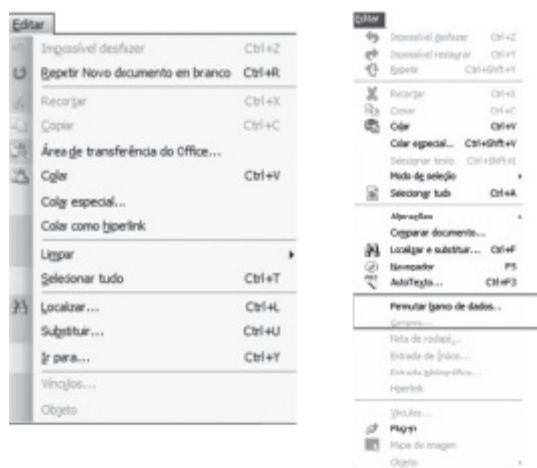 Editar
Impossível desfazer Ctrl+Z
Repetir Novo documento en branco Ctrl+R
Recortar Ctrl+X
Copiar Ctrl+C
Área de transferência do Office...
Colar Ctrl+V
Colar especial...
Colar como hiperlink
Limpar
Selecionar tudo Ctrl+T
Localizar... Ctrl+L
Substituir... Ctrl+U
Ir para... Ctrl+Y
Vínculos...
Objeto
Editar
Impossível desfazer Ctrl+Z
Impossível restaurar Ctrl+Y
Repetir Ctrl+Shift+Y
Recortar Ctrl+X
Copiar Ctrl+C
Colar Ctrl+V
Colar especial... Ctrl+Shift+V
Selecionar texto Ctrl+Shift+I
Modo de seleção
Selecionar tudo Ctrl+A
Alterações
Comparar documento...
Localizar e substituir... Ctrl+F
Navegador F5
AutoTexto... Ctrl+F3
Permutar banco de dados...
Campos...
Nota de rodapé...
Entrada de índice...
Entrada bibliográfica...
Hiperlink
Vínculos...
Plug-in
Mapa de imagem
Objeto